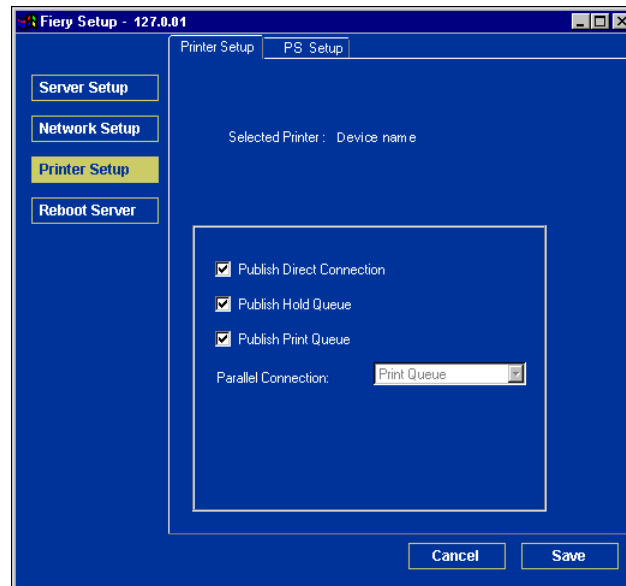 Fiery Setup - 127.0.01
Printer Setup
PS Setup
Server Setup
Network Setup
Printer Setup
Reboot Server
Selected Printer : Device name
Publish Direct Connection
Publish Hold Queue
Publish Print Queue
Parallel Connection: Print Queue
Cancel
Save